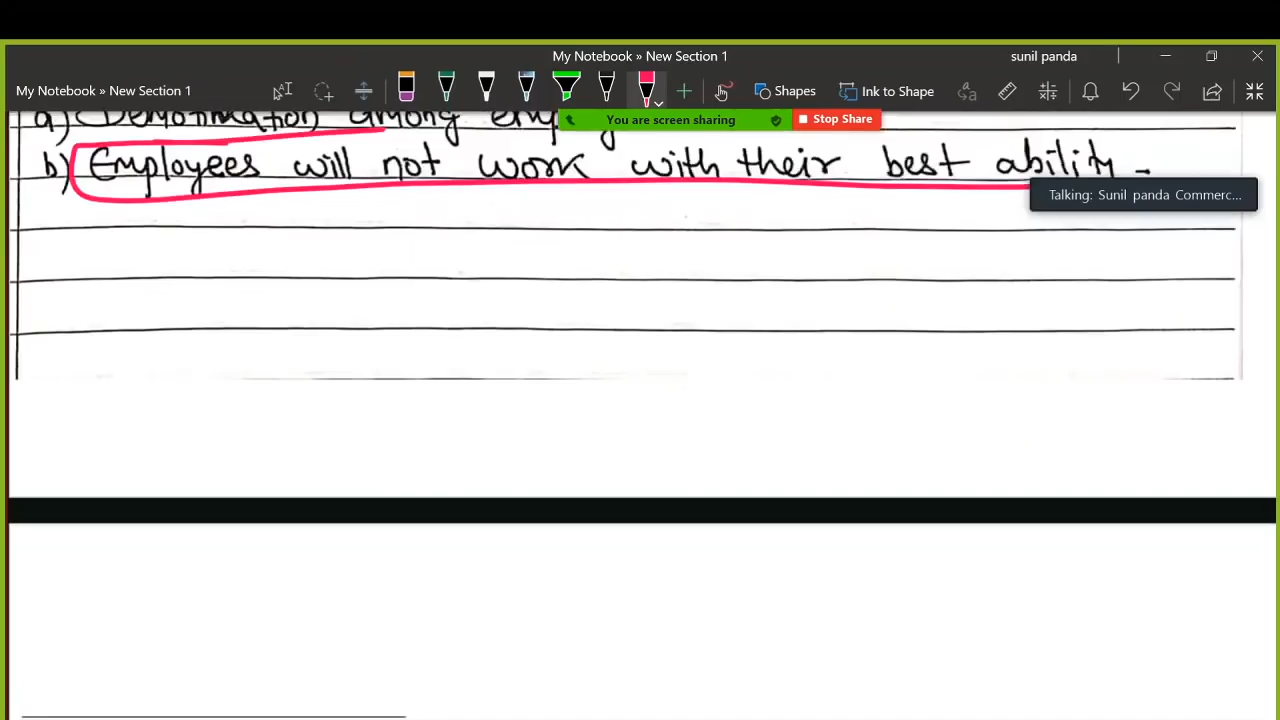 My Notebook » New Section 1
sunil panda
My Notebook » New Section 1
Shapes
Ink to Shape
You are screen sharing
Stop Share
a) Demotivation among
b) Employees will not work with their best ability.
Talking: Sunil panda Commerc...